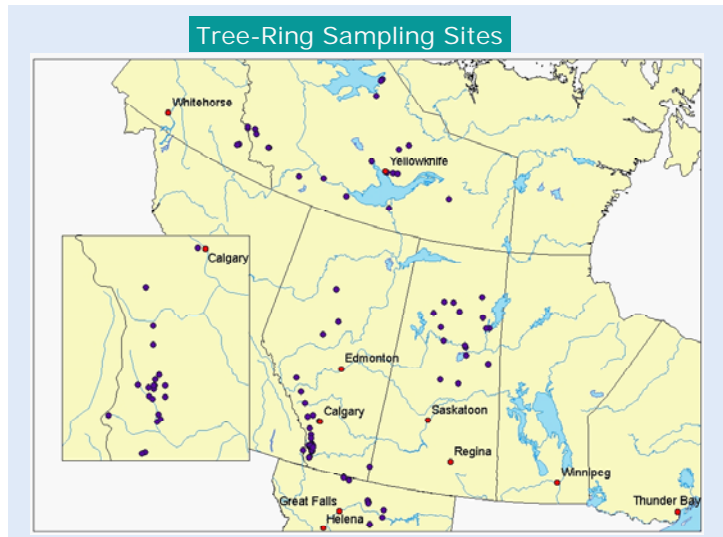 Tree-Ring Sampling Sites
Whitehorse
Yellowknife
Calgary
Edmonton
Calgary
Saskatoon
Regina
Winnipeg
Great Falls
Thunder Bay
Helena